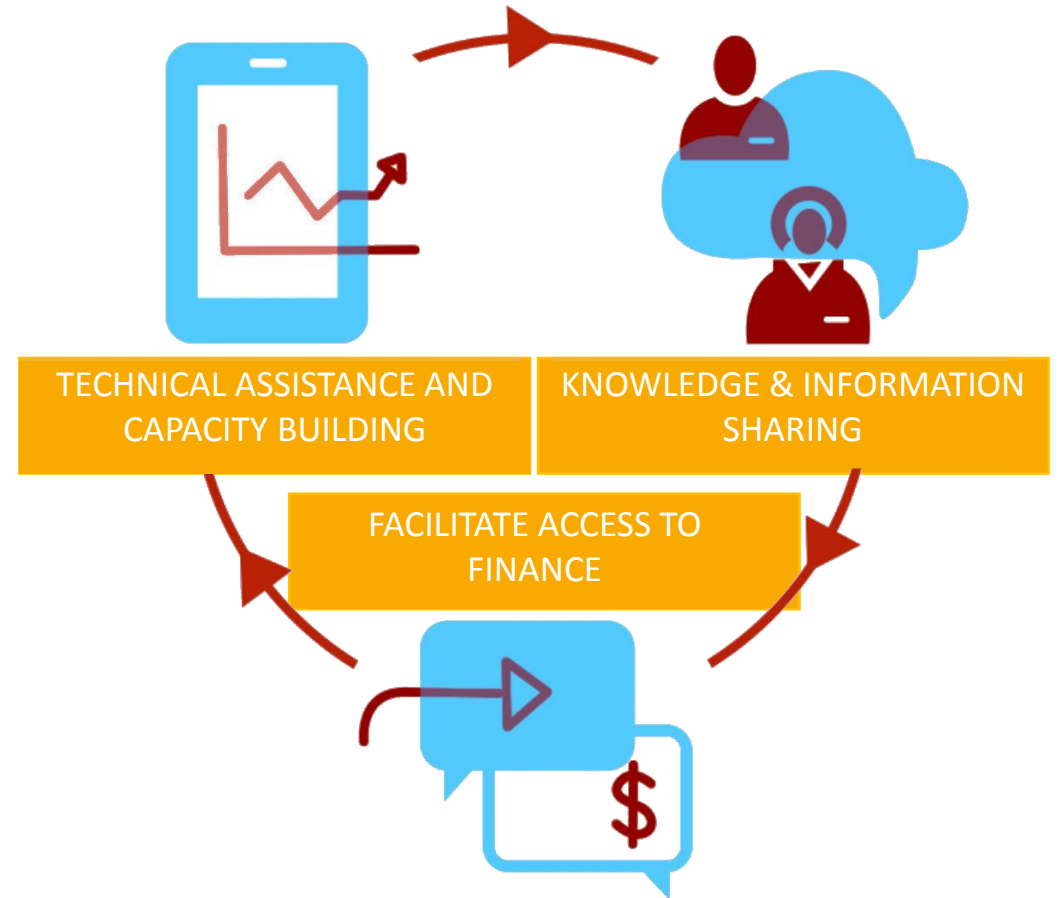 TECHNICAL ASSISTANCE AND
CAPACITY BUILDING
KNOWLEDGE & INFORMATION
SHARING
FACILITATE ACCESS TO
FINANCE
$